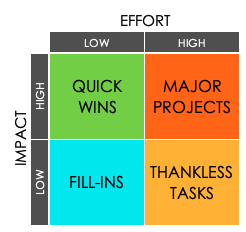 EFFORT
LOW HIGH
IMPACT
HIGH
QUICK
WINS
MAJOR
PROJECTS
LOW
FILL-INS
THANKLESS
TASKS